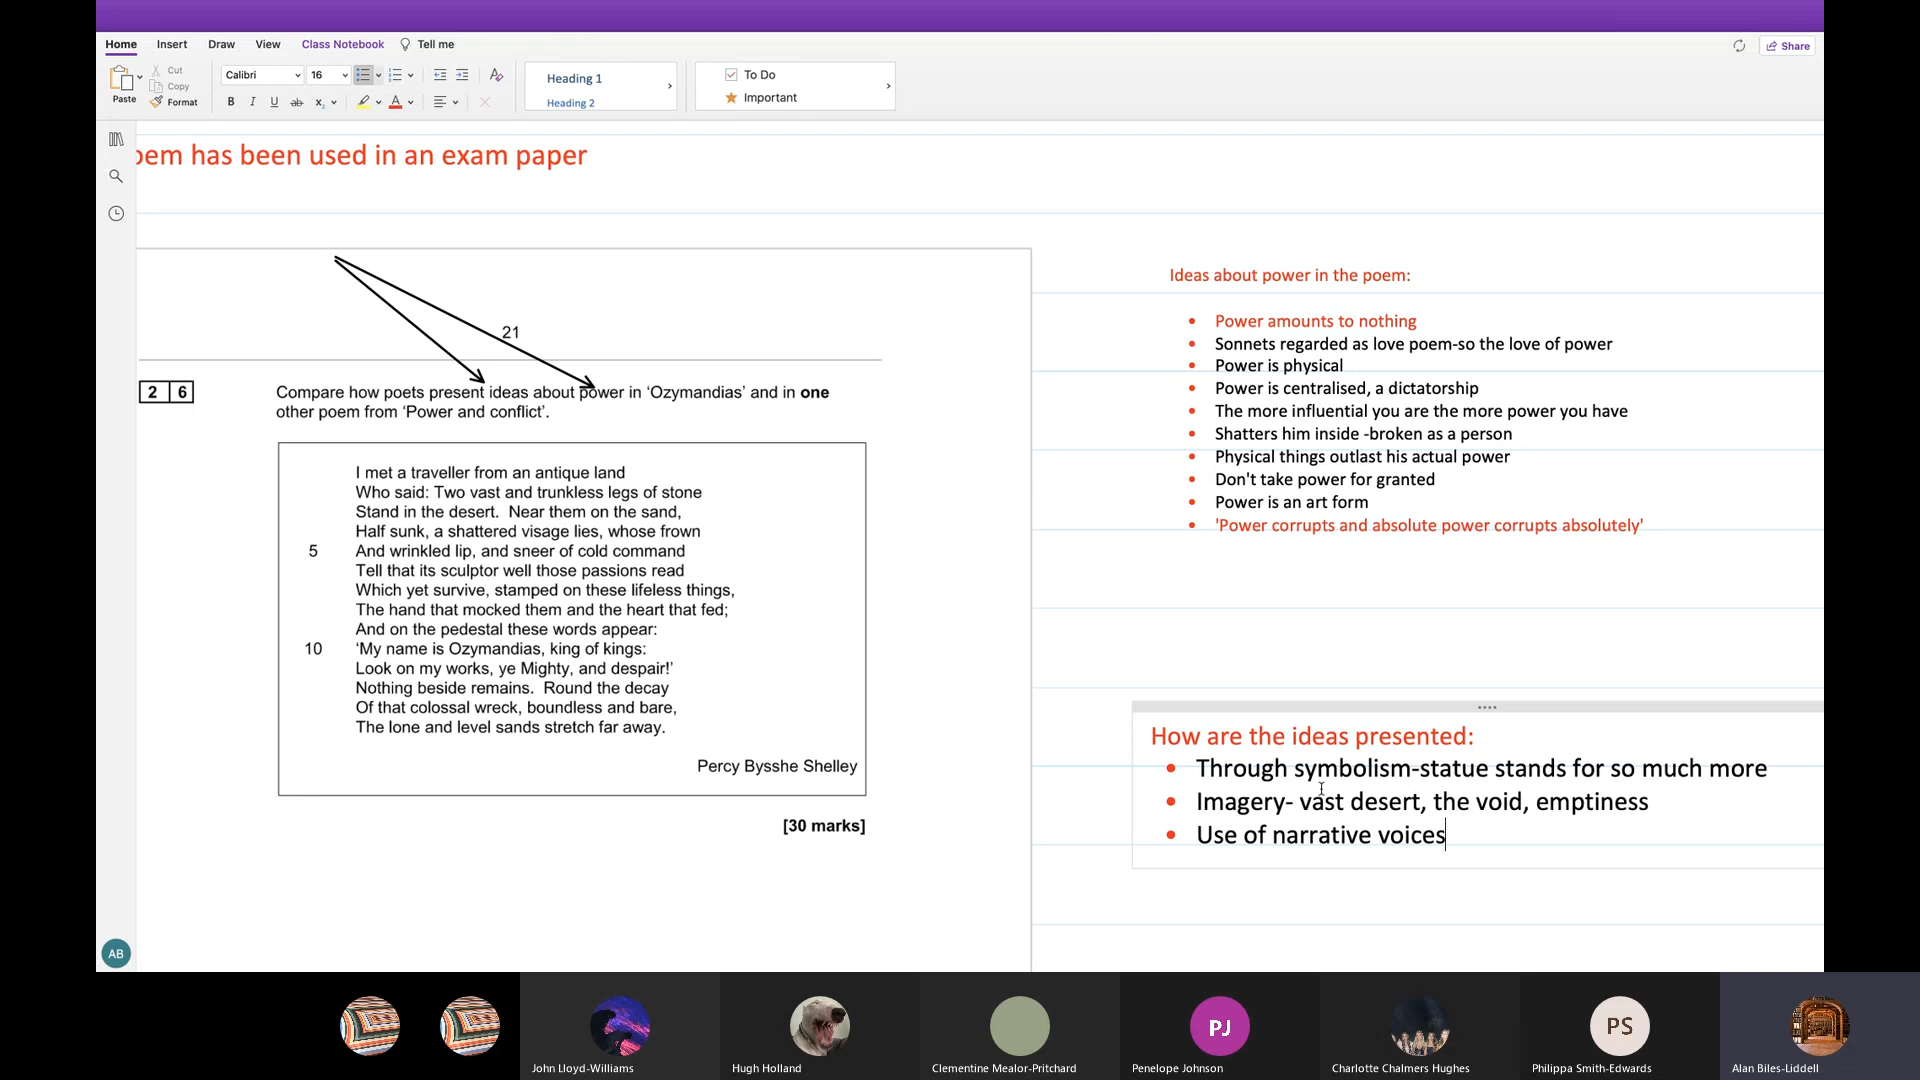 Home Insert Draw View Class Notebook Tell me
Share
Paste
Cut
Copy
Format
Calibri 16
B I U ab x₂ A
Heading 1
Heading 2
To Do
Important
oem has been used in an exam paper
21
2 6
Compare how poets present ideas about power in ‘Ozymandias’ and in one
other poem from ‘Power and conflict’.
I met a traveller from an antique land
Who said: Two vast and trunkless legs of stone
Stand in the desert. Near them on the sand,
Half sunk, a shattered visage lies, whose frown
5 And wrinkled lip, and sneer of cold command
Tell that its sculptor well those passions read
Which yet survive, stamped on these lifeless things,
The hand that mocked them and the heart that fed;
And on the pedestal these words appear:
10 ‘My name is Ozymandias, king of kings:
Look on my works, ye Mighty, and despair!’
Nothing beside remains. Round the decay
Of that colossal wreck, boundless and bare,
The lone and level sands stretch far away.
Percy Bysshe Shelley
[30 marks]
Ideas about power in the poem:
• Power amounts to nothing
• Sonnets regarded as love poem-so the love of power
• Power is physical
• Power is centralised, a dictatorship
• The more influential you are the more power you have
• Shatters him inside -broken as a person
• Physical things outlast his actual power
• Don't take power for granted
• Power is an art form
• 'Power corrupts and absolute power corrupts absolutely'
How are the ideas presented:
• Through symbolism-statue stands for so much more
• Imagery- vast desert, the void, emptiness
• Use of narrative voices
AB
PJ
PS
John Lloyd-Williams
Hugh Holland
Clementine Mealor-Pritchard
Penelope Johnson
Charlotte Chalmers Hughes
Philippa Smith-Edwards
Alan Biles-Liddell